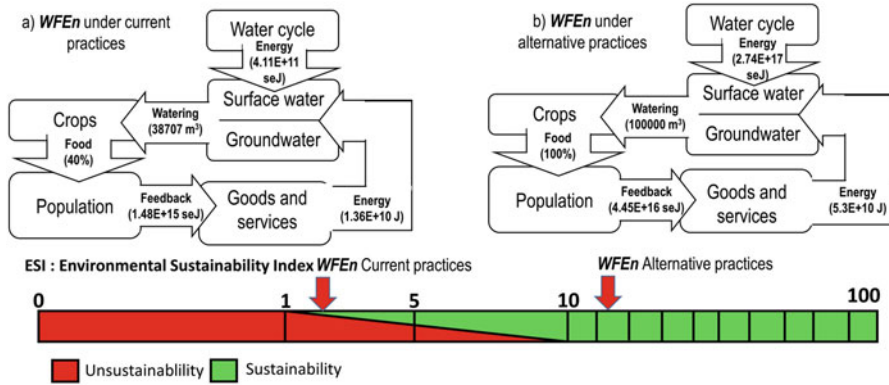 a) WFEn under current
practices
Water cycle
Energy
(4.11E+11
seJ)
Surface water
Watering
(38707 m³)
Groundwater
Crops
Food
(40%)
Population
Feedback
(1.48E+15 seJ)
Goods and
services
Energy
(1.36E+10 J)
b) WFEn under
alternative practices
Water cycle
Energy
(2.74E+17
seJ)
Surface water
Watering
(100000 m³)
Groundwater
Crops
Food
(100%)
Population
Feedback
(4.45E+16 seJ)
Goods and
services
Energy
(5.3E+10 J)
ESI : Environmental Sustainability Index WFEn Current practices
WFEn Alternative practices
0 1 5 10 100
Unsustainablility
Sustainability